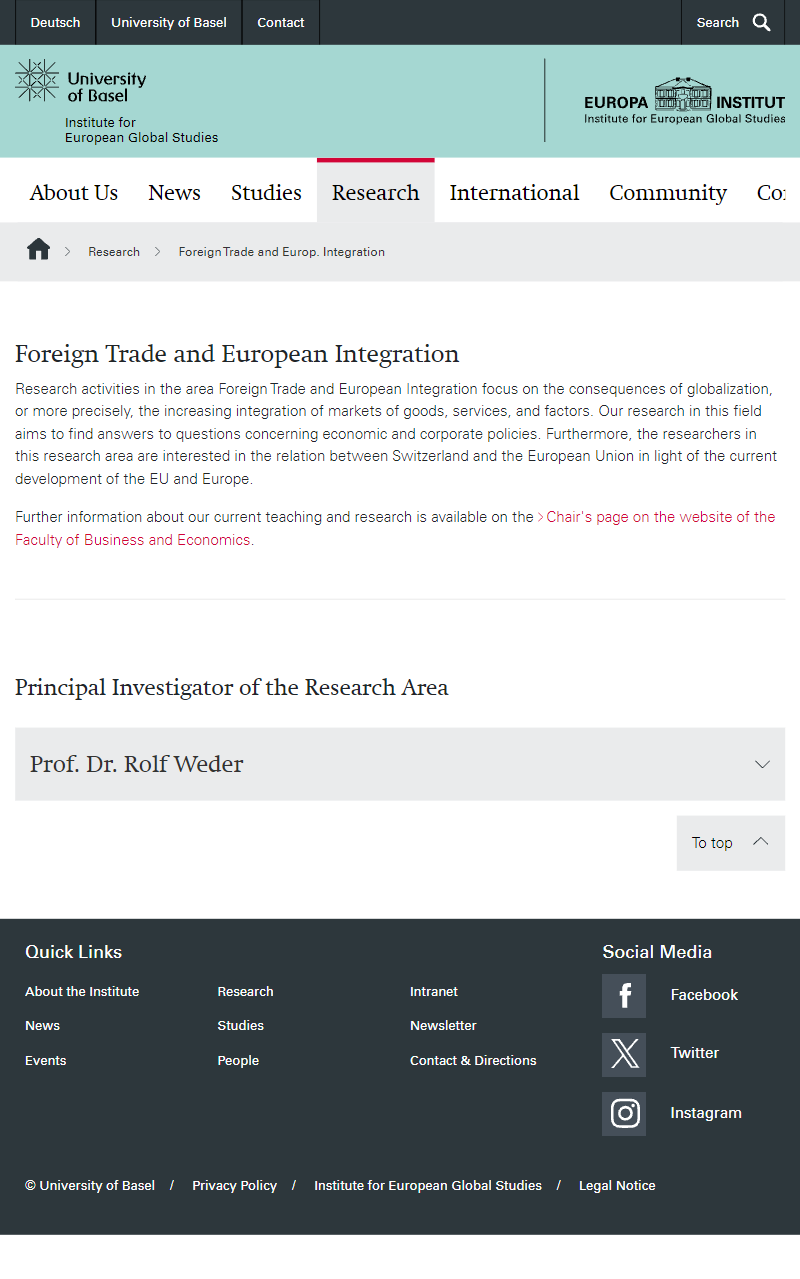 Deutsch
University of Basel
Contact
Search
University
of Basel
Institute for
European Global Studies
EUROPA INSTITUT
Institute for European Global Studies
About Us
News
Studies
Research
International
Community
Co
Research
Foreign Trade and Europ. Integration
Foreign Trade and European Integration
Research activities in the area Foreign Trade and European Integration focus on the consequences of globalization,
or more precisely, the increasing integration of markets of goods, services, and factors. Our research in this field
aims to find answers to questions concerning economic and corporate policies. Furthermore, the researchers in
this research area are interested in the relation between Switzerland and the European Union in light of the current
development of the EU and Europe.
Further information about our current teaching and research is available on the > Chair's page on the website of the
Faculty of Business and Economics.
Principal Investigator of the Research Area
Prof. Dr. Rolf Weder
To top
Quick Links
About the Institute
News
Events
Research
Studies
People
Intranet
Newsletter
Contact & Directions
Social Media
Facebook
Twitter
Instagram
© University of Basel / Privacy Policy / Institute for European Global Studies / Legal Notice